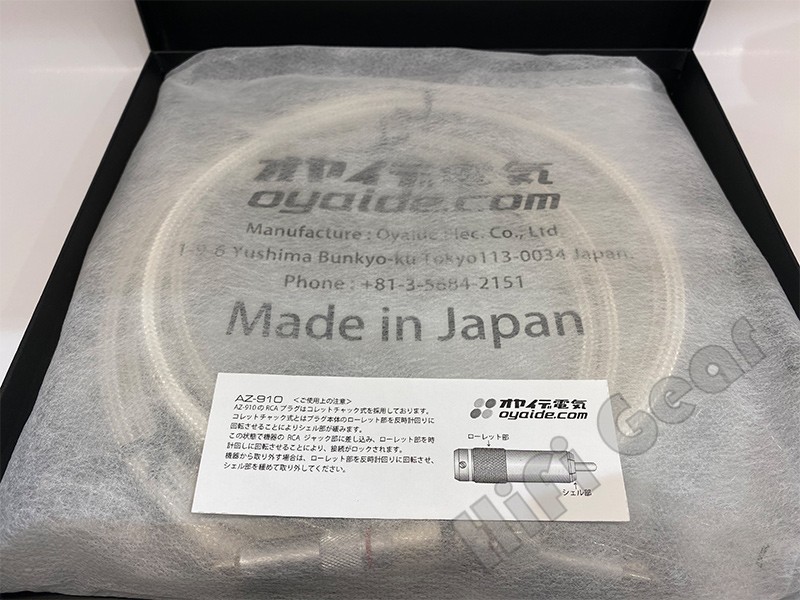 オヤイデ電気
oyaide.com
Manufacture : Oyaide Elec. Co., Ltd.
1-9-6 Yushima Bunkyo-ku Tokyo113-0034 Japan.
Phone : +81-3-5684-2151
Made in Japan
AZ-910 <ご使用上の注意>
AZ-910のRCAプラグはコレットチャック式を採用しております。
コレットチャック式とはプラグ本体のローレット部を反時計回りに
回転させることによりシェル部が緩みます。
この状態で機器の RCA ジャック部に差し込み、ローレット部を時
計回しに回転させることにより、接続がロックされます。
機器から取り外す場合は、ローレット部を反時計回りに回転させ、
シェル部を緩めて取り外してください。
オヤイデ電気
oyaide.com
ローレット部
シェル部
HiFi Gear